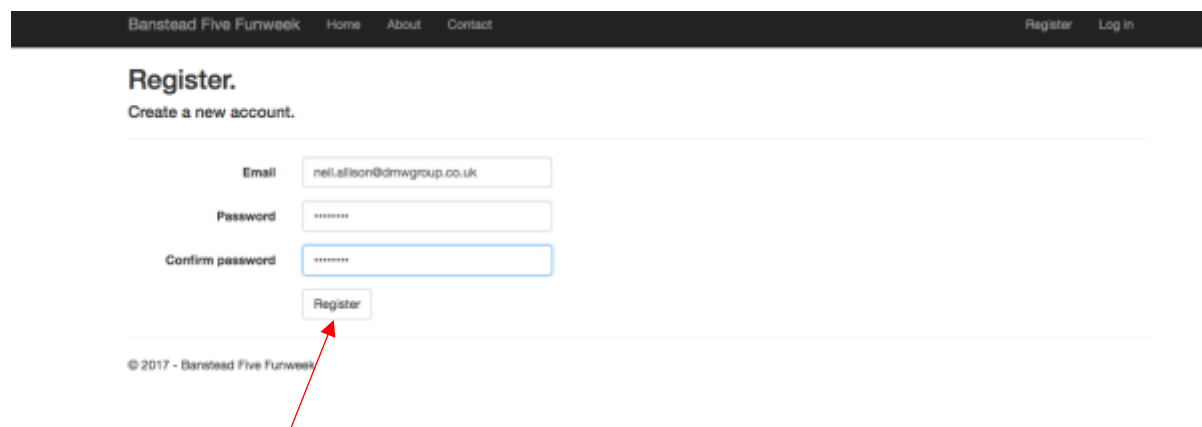 Banstead Five Funweek Home About Contact Register Log in
Register.
Create a new account.
Email neil.allison@dmwgroup.co.uk
Password ••••••••
Confirm password ••••••••
Register
© 2017 - Banstead Five Funweek